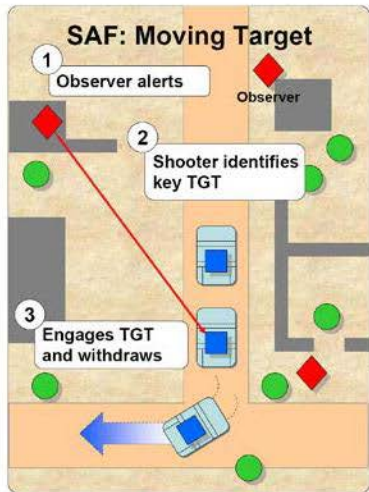 SAF: Moving Target
1
Observer alerts
Observer
2
Shooter identifies
key TGT
3
Engages TGT
and withdraws